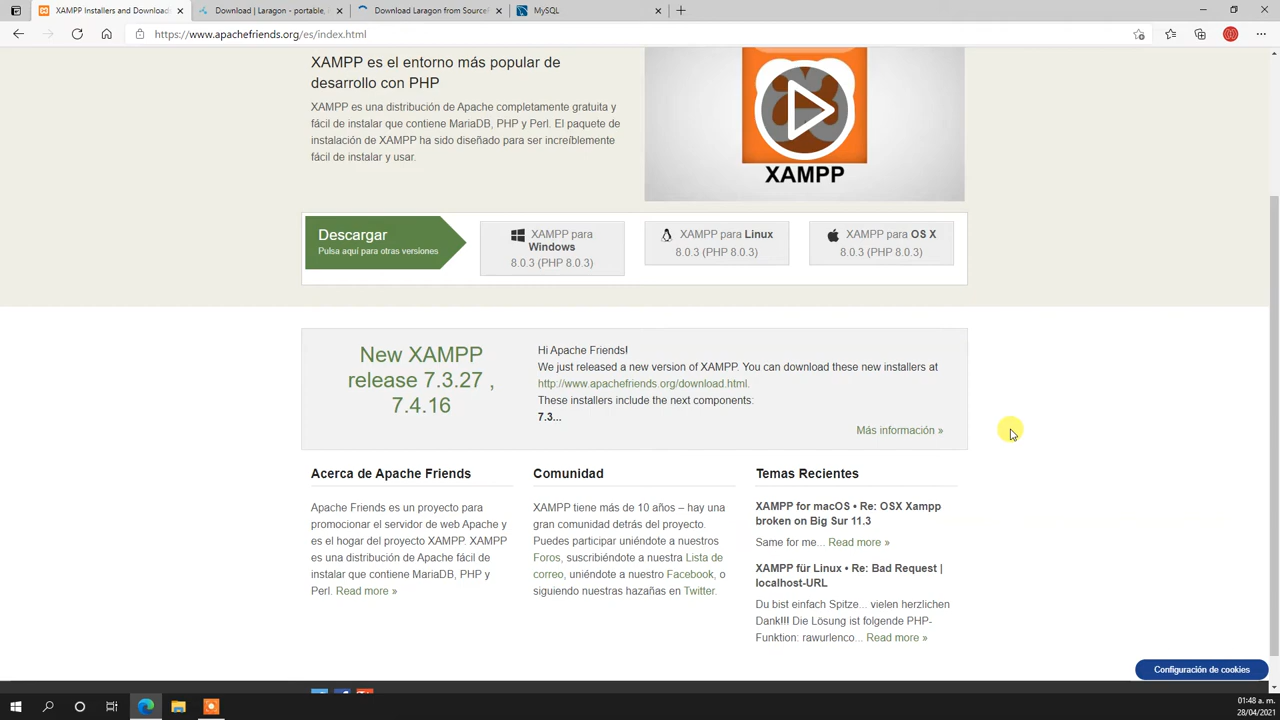 XAMPP Installers and Download
Download | Laragon - portable,
Download Laragon from SourceF
MySQL
https://www.apachefriends.org/es/index.html
XAMPP es el entorno más popular de
desarrollo con PHP
XAMPP es una distribución de Apache completamente gratuita y
fácil de instalar que contiene MariaDB, PHP y Perl. El paquete de
instalación de XAMPP ha sido diseñado para ser increíblemente
fácil de instalar y usar.
XAMPP
Descargar
Pulsa aquí para otras versiones
XAMPP para
Windows
8.0.3 (PHP 8.0.3)
XAMPP para Linux
8.0.3 (PHP 8.0.3)
XAMPP para OS X
8.0.3 (PHP 8.0.3)
New XAMPP
release 7.3.27 ,
7.4.16
Hi Apache Friends!
We just released a new version of XAMPP. You can download these new installers at
http://www.apachefriends.org/download.html.
These installers include the next components:
7.3...
Más información »
Acerca de Apache Friends
Apache Friends es un proyecto para
promocionar el servidor de web Apache y
es el hogar del proyecto XAMPP. XAMPP
es una distribución de Apache fácil de
instalar que contiene MariaDB, PHP y
Perl. Read more »
Comunidad
XAMPP tiene más de 10 años – hay una
gran comunidad detrás del proyecto.
Puedes participar uniéndote a nuestros
Foros, suscribiéndote a nuestra Lista de
correo, uniéndote a nuestro Facebook, o
siguiendo nuestras hazañas en Twitter.
Temas Recientes
XAMPP for macOS • Re: OSX Xampp
broken on Big Sur 11.3
Same for me... Read more »
XAMPP für Linux • Re: Bad Request |
localhost-URL
Du bist einfach Spitze... vielen herzlichen
Dank!!! Die Lösung ist folgende PHP-
Funktion: rawurlenco... Read more »
Configuración de cookies
01:48 a. m.
28/04/2021